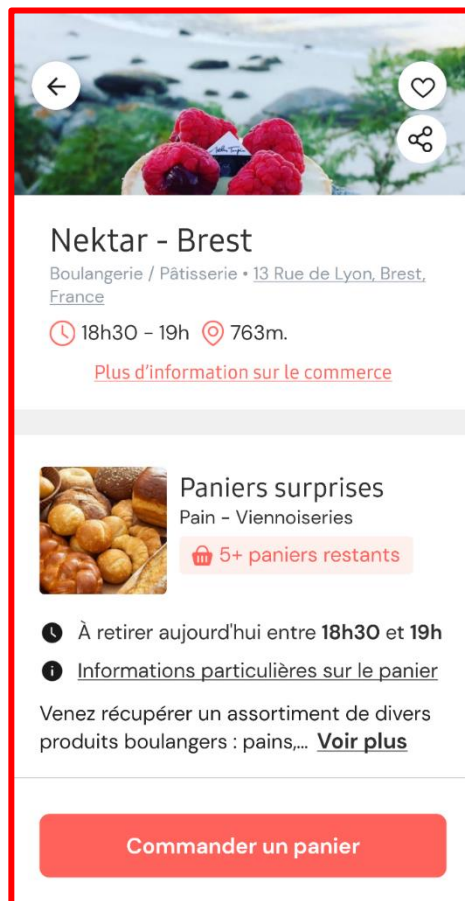 Nektar - Brest
Boulangerie / Pâtisserie • 13 Rue de Lyon, Brest,
France
18h30 - 19h 763m.
Plus d'information sur le commerce
Paniers surprises
Pain - Viennoiseries
5+ paniers restants
À retirer aujourd'hui entre 18h30 et 19h
Informations particulières sur le panier
Venez récupérer un assortiment de divers
produits boulangers : pains,... Voir plus
Commander un panier